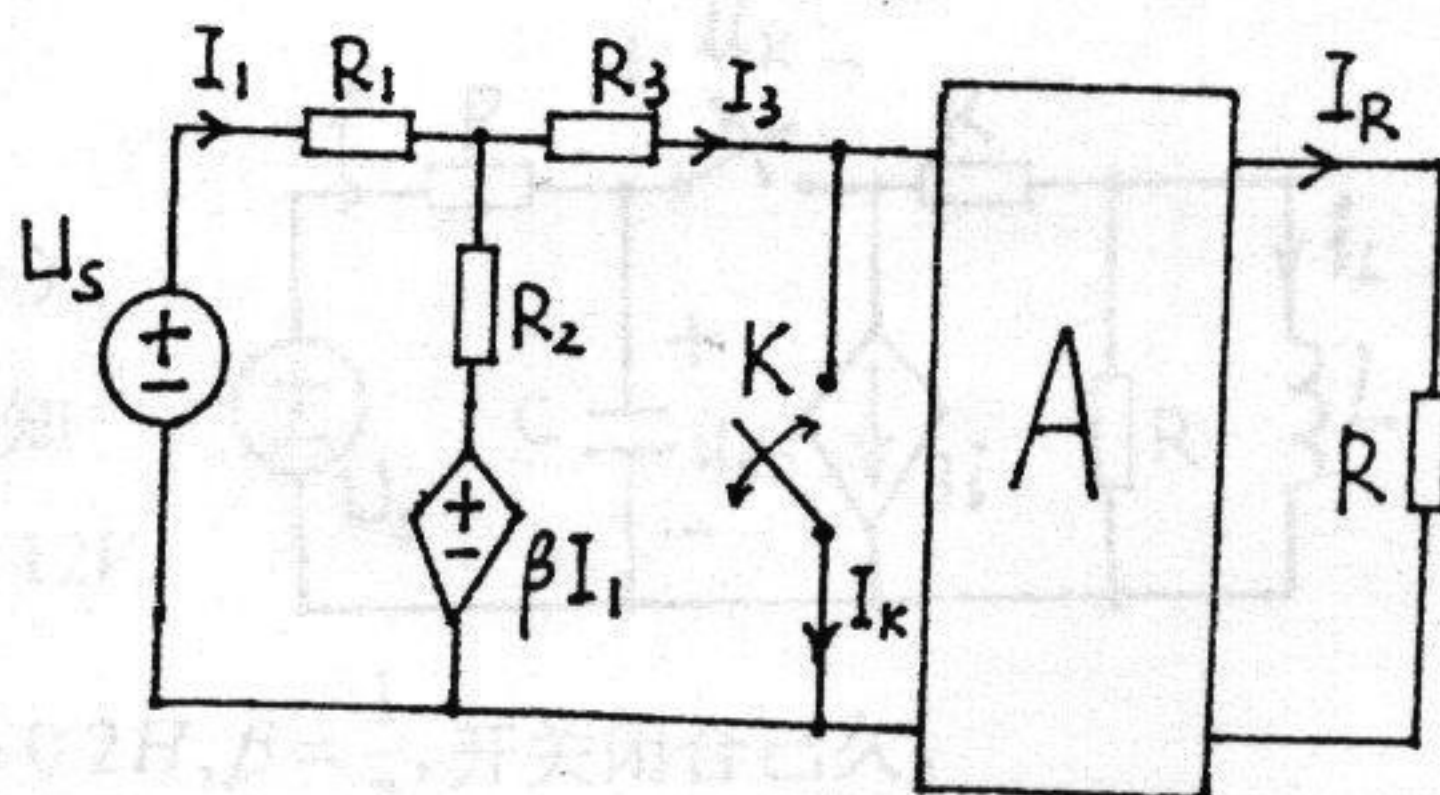 I₁
R₁
R₃
I₃
I_R
U_S
+
−
R₂
K
A
R
+
−
βI₁
I_K